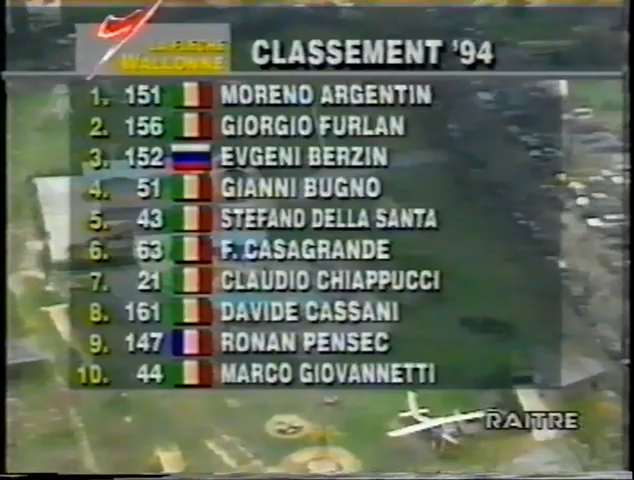 LA FLECHE
WALLONNE
CLASSEMENT '94
1. 151 MORENO ARGENTIN
2. 156 GIORGIO FURLAN
3. 152 EVGENI BERZIN
4. 51 GIANNI BUGNO
5. 43 STEFANO DELLA SANTA
6. 63 F. CASAGRANDE
7. 21 CLAUDIO CHIAPPUCCI
8. 161 DAVIDE CASSANI
9. 147 RONAN PENSEC
10. 44 MARCO GIOVANNETTI
RAITRE